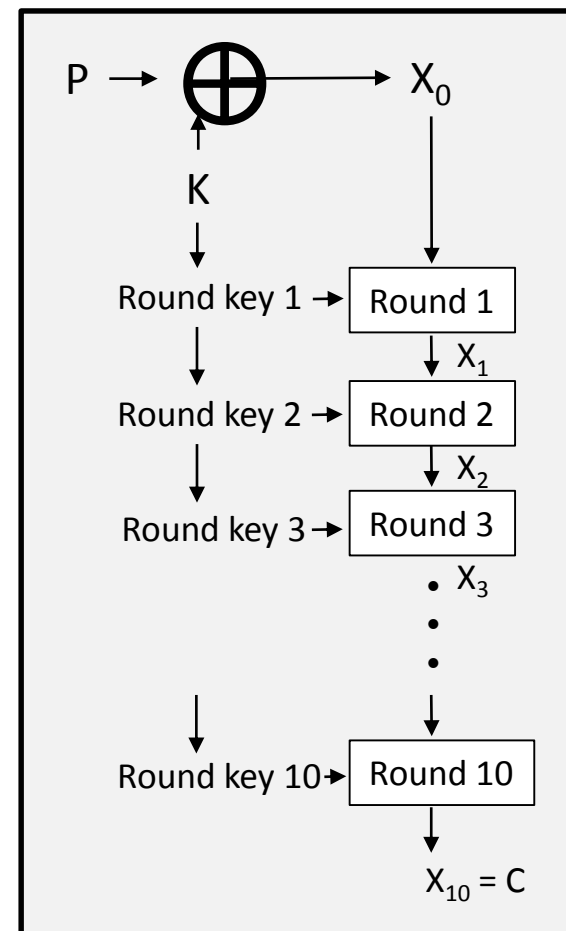 P X₀
K
Round key 1 Round 1
X₁
Round key 2 Round 2
X₂
Round key 3 Round 3
X₃
Round key 10 Round 10
X₁₀ = C